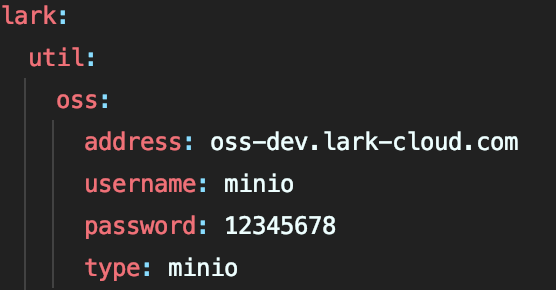 lark:
util:
oss:
address: oss-dev.lark-cloud.com
username: minio
password: 12345678
type: minio